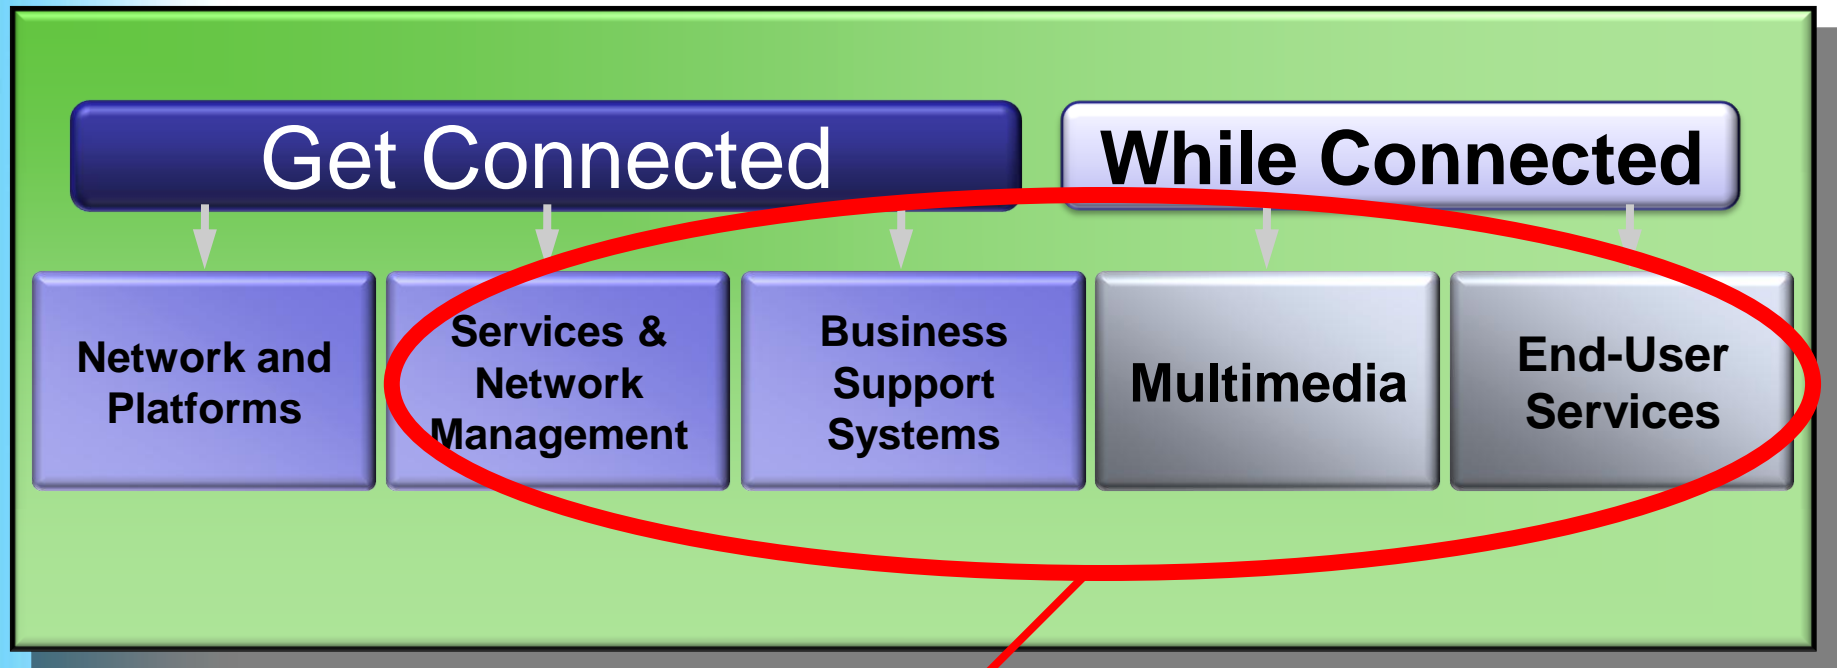 Get Connected
While Connected
Network and
Platforms
Services &
Network
Management
Business
Support
Systems
Multimedia
End-User
Services